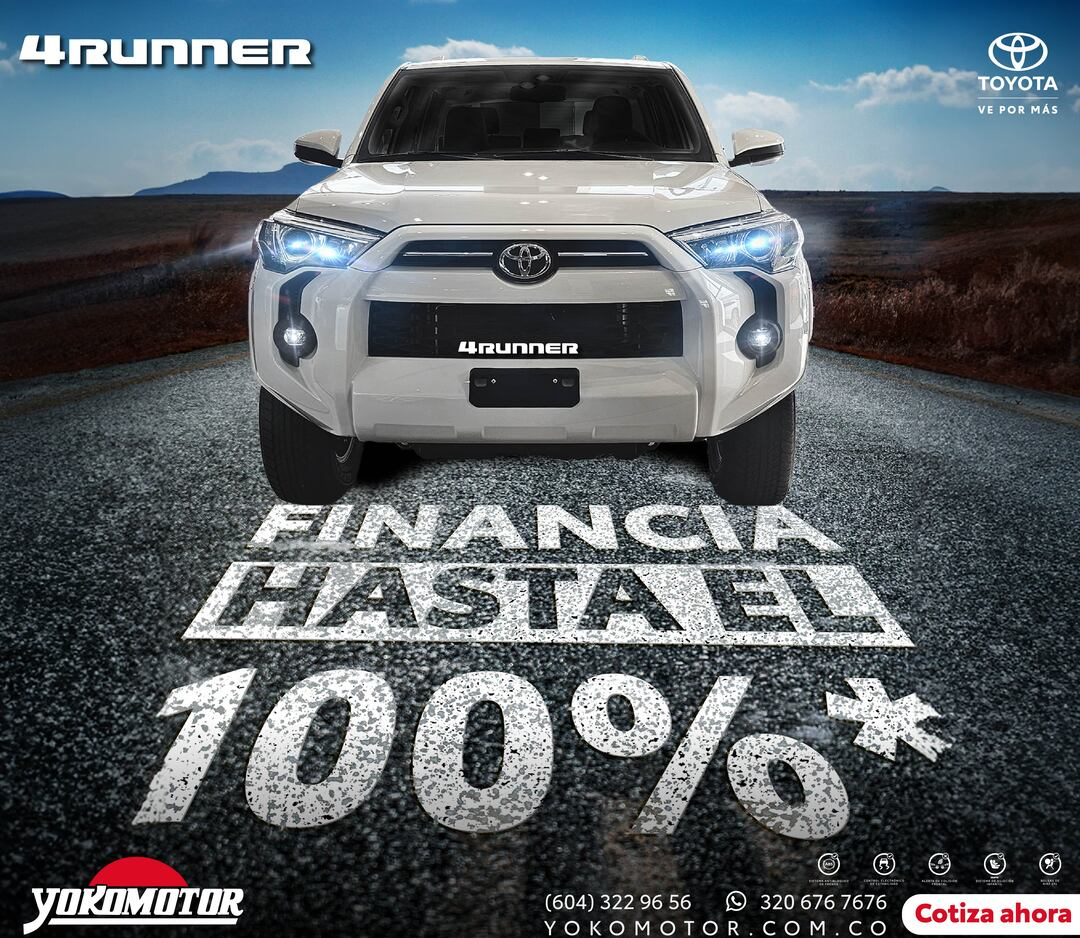 4RUNNER
TOYOTA
VE POR MÁS
4RUNNER
FINANCIA
HASTA EL
100%*
YOKOMOTOR
(604) 322 96 56
320 676 7676
YOKOMOTOR.COM.CO
Cotiza ahora